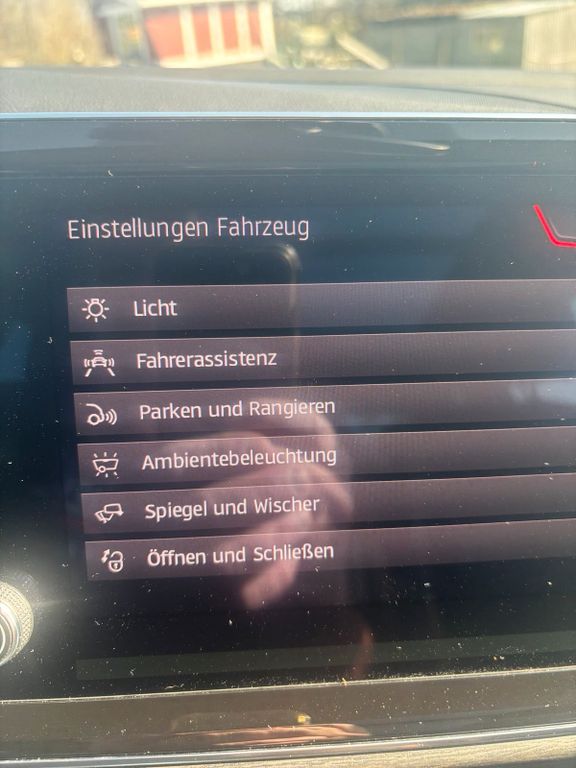 Einstellungen Fahrzeug
Licht
Fahrerassistenz
Parken und Rangieren
Ambientebeleuchtung
Spiegel und Wischer
Öffnen und Schließen